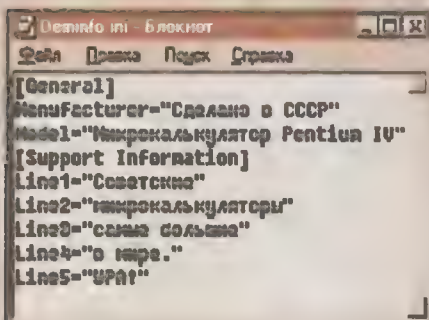 Oeminfo.ini - Блокнот
Файл Правка Поиск Справка
[General]
Manufacturer="Сделано в СССР"
Model="Микрокалькулятор Pentium IV"
[Support Information]
Line1="Советские"
Line2="микрокалькуляторы"
Line3="самые большие"
Line4="в мире."
Line5="УРА!"